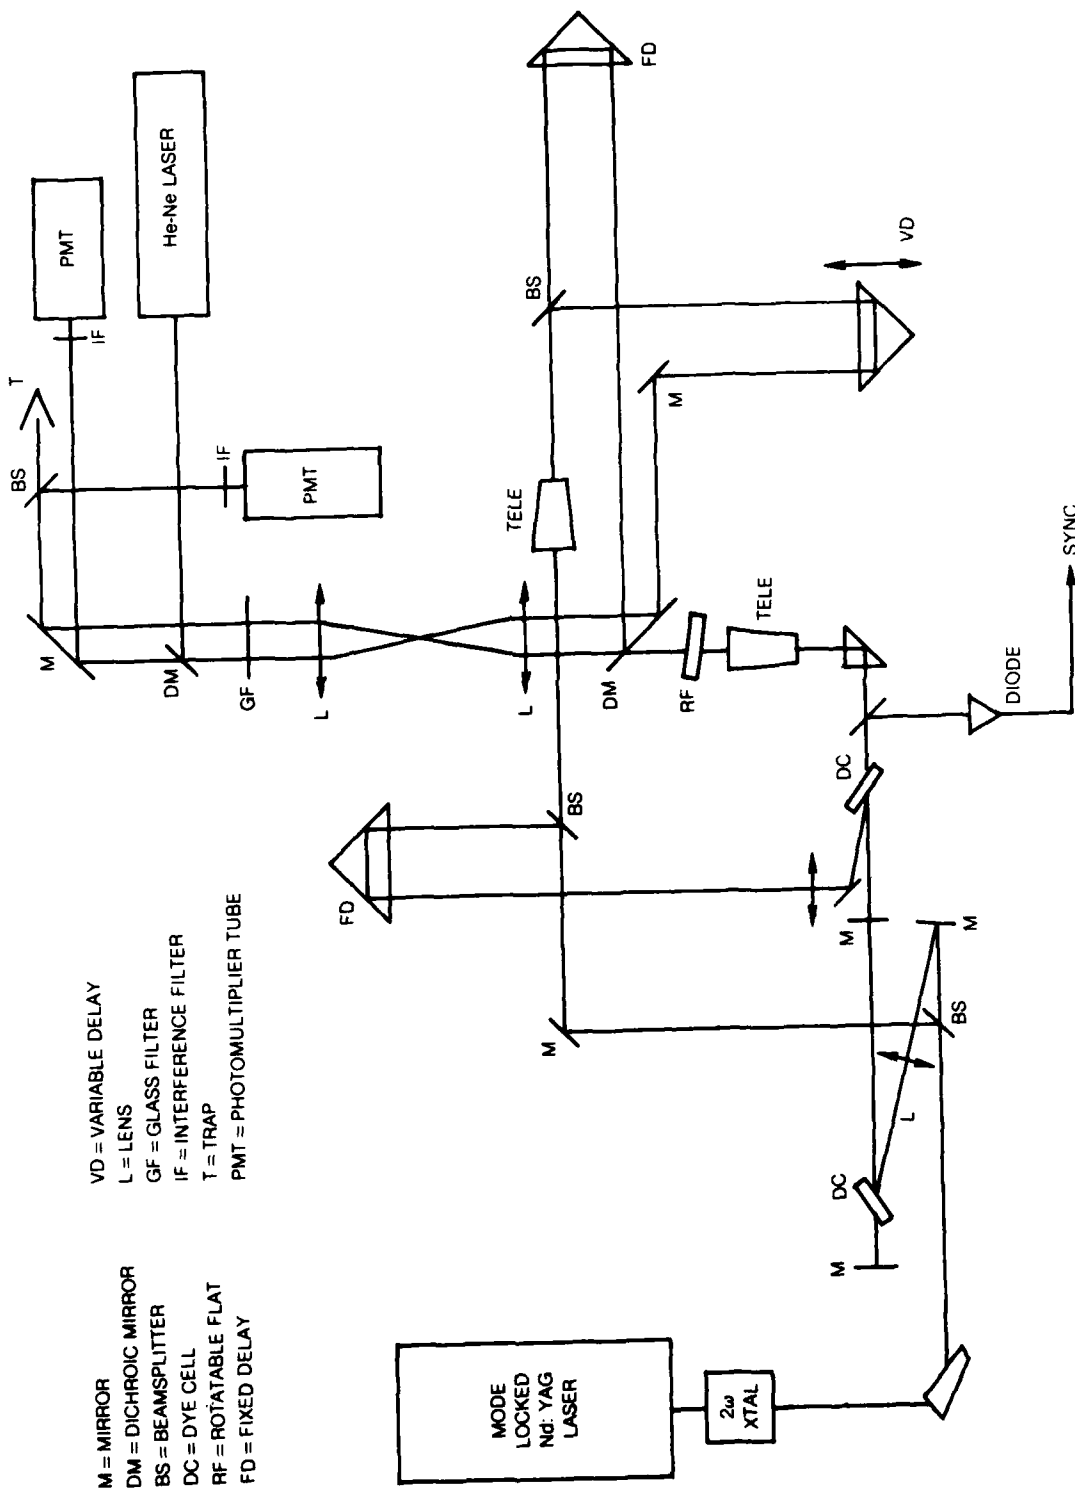 M = MIRROR
DM = DICHROIC MIRROR
BS = BEAMSPLITTER
DC = DYE CELL
RF = ROTATABLE FLAT
FD = FIXED DELAY
VD = VARIABLE DELAY
L = LENS
GF = GLASS FILTER
IF = INTERFERENCE FILTER
T = TRAP
PMT = PHOTOMULTIPLIER TUBE
MODE
LOCKED
Nd: YAG
LASER
2ω
XTAL
M
DC
L
BS
M
M
M
FD
BS
DC
DIODE
SYNC
TELE
RF
DM
L
L
GF
DM
M
TELE
M
VD
BS
FD
BS
T
IF
PMT
IF
PMT
He-Ne LASER